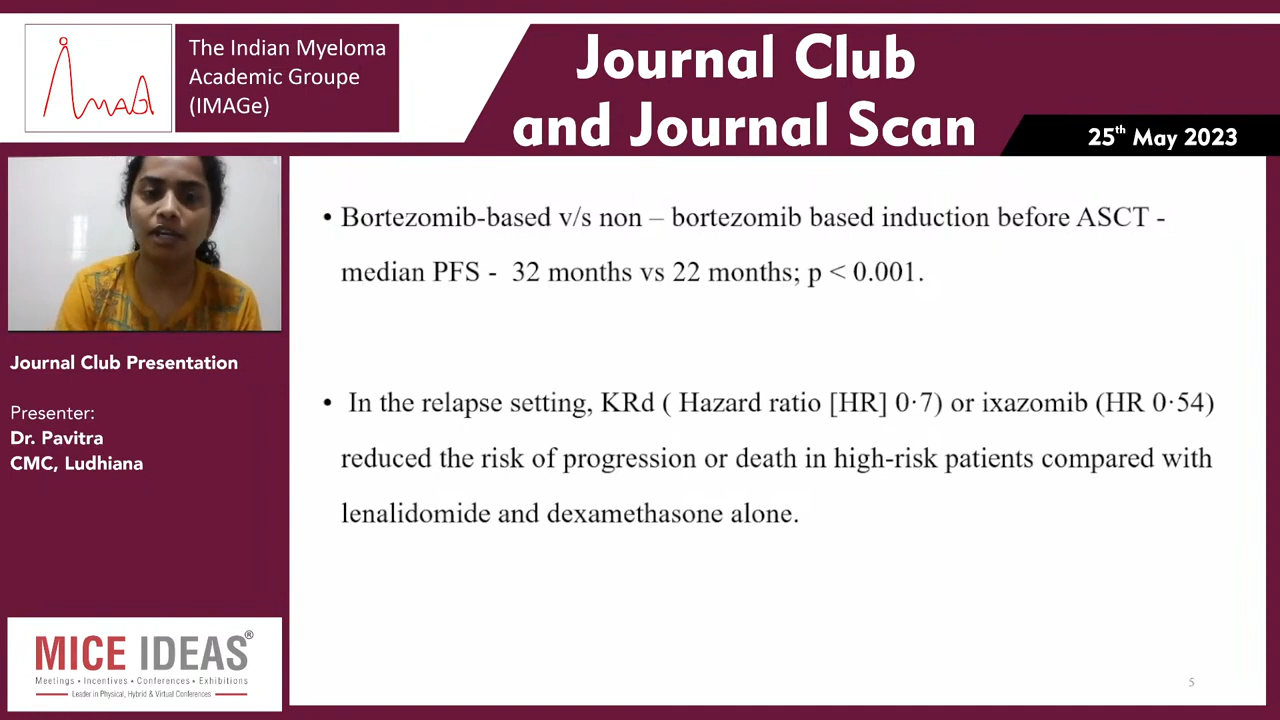 IMAG
The Indian Myeloma
Academic Groupe
(IMAGe)
Journal Club
and Journal Scan
25th May 2023
Journal Club Presentation
Presenter:
Dr. Pavitra
CMC, Ludhiana
• Bortezomib-based v/s non – bortezomib based induction before ASCT -
median PFS - 32 months vs 22 months; p < 0.001.
• In the relapse setting, KRd ( Hazard ratio [HR] 0·7) or ixazomib (HR 0·54)
reduced the risk of progression or death in high-risk patients compared with
lenalidomide and dexamethasone alone.
MICE IDEAS®
Meetings • Incentives • Conferences • Exhibitions
Leader in Physical, Hybrid & Virtual Conferences
5